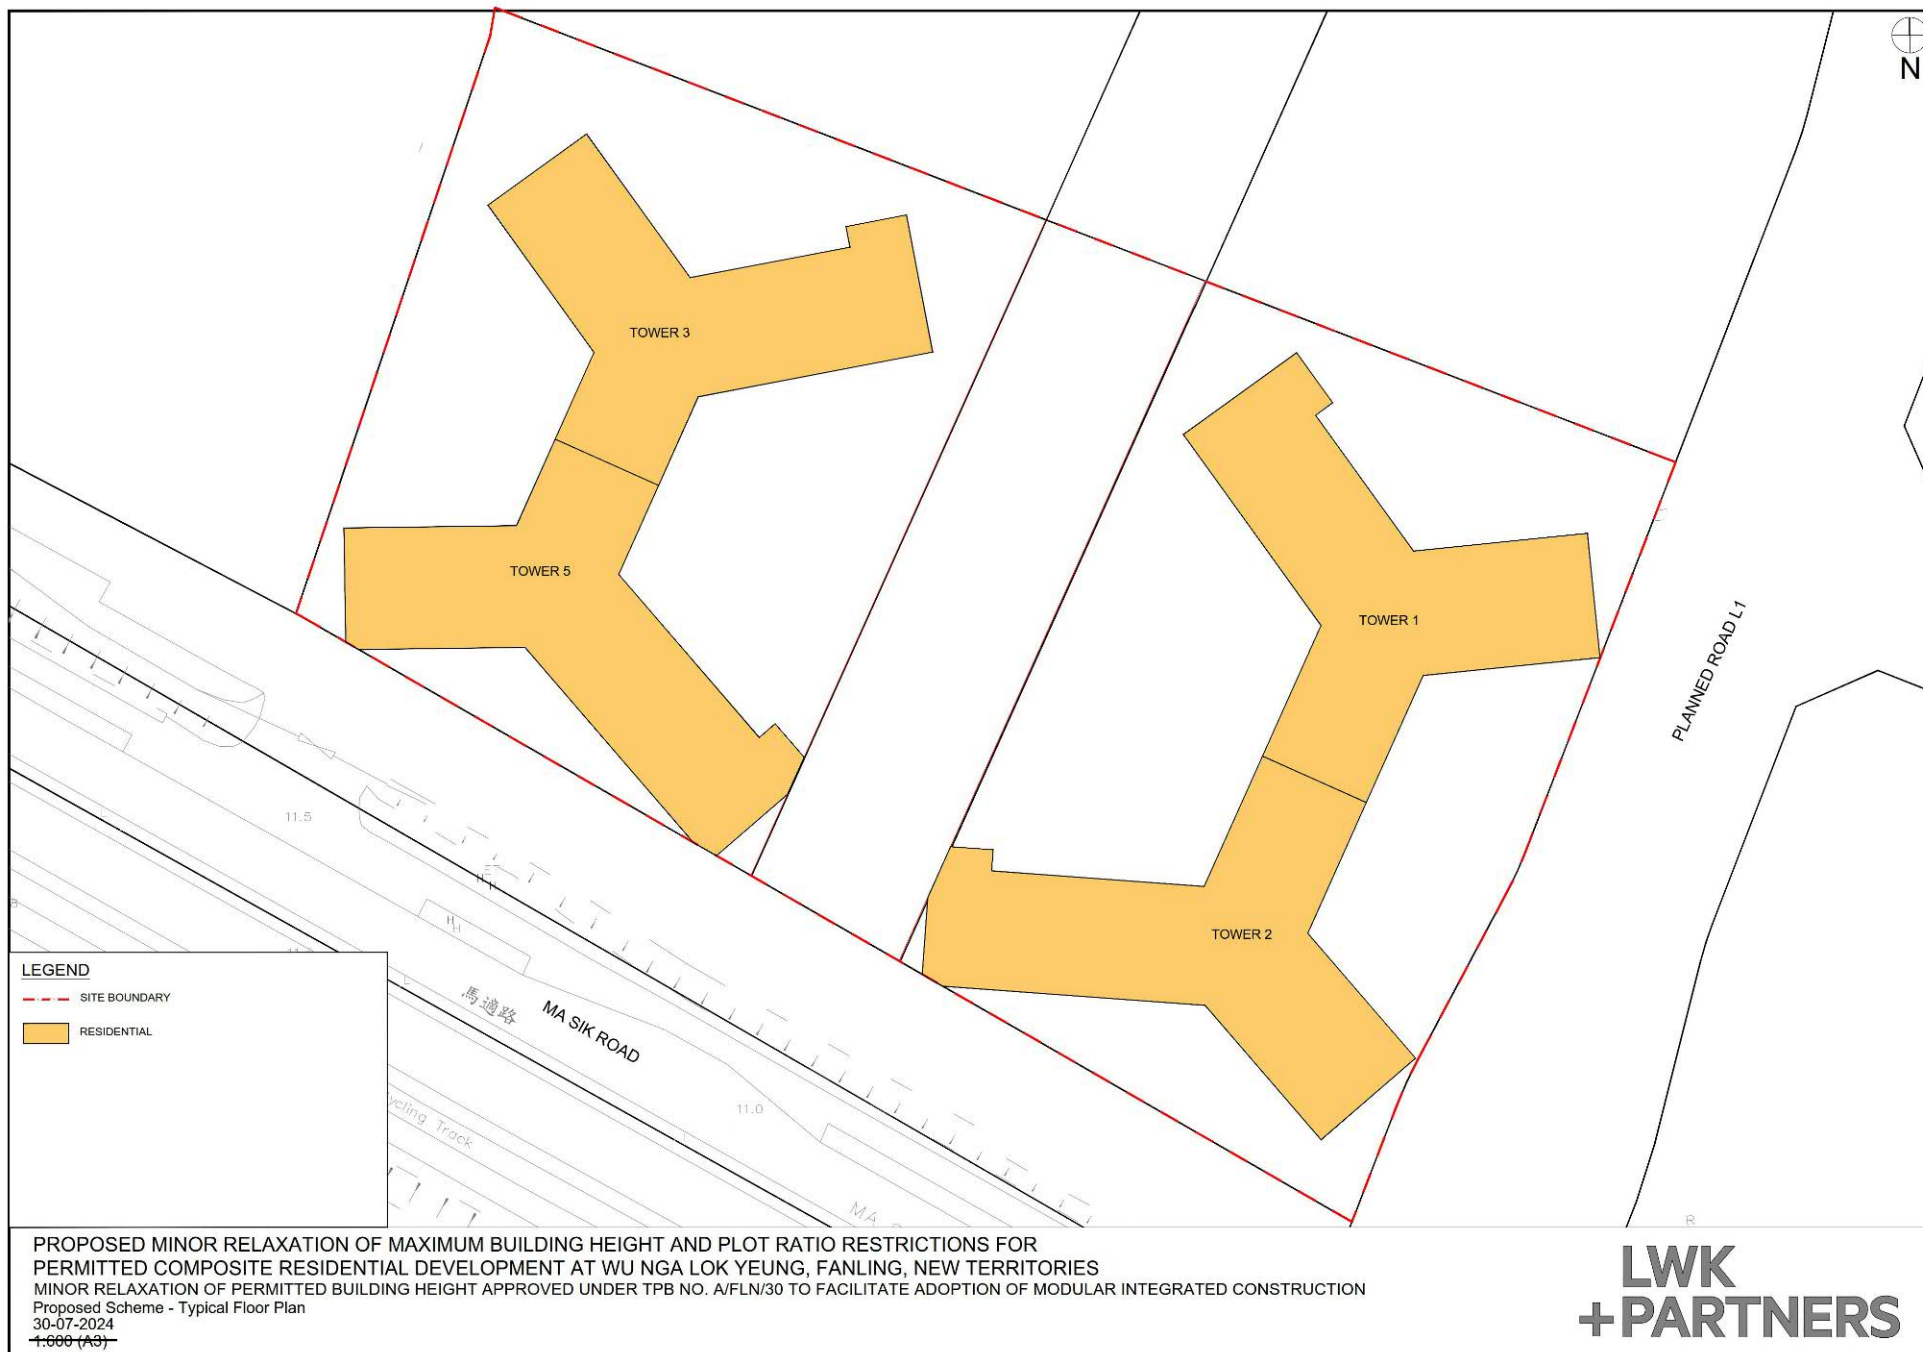 N
TOWER 3
TOWER 5
TOWER 1
TOWER 2
PLANNED ROAD L1
11.5
馬適路
MA SIK ROAD
11.0
ycling Track
MA
R
LEGEND
SITE BOUNDARY
RESIDENTIAL
PROPOSED MINOR RELAXATION OF MAXIMUM BUILDING HEIGHT AND PLOT RATIO RESTRICTIONS FOR
PERMITTED COMPOSITE RESIDENTIAL DEVELOPMENT AT WU NGA LOK YEUNG, FANLING, NEW TERRITORIES
MINOR RELAXATION OF PERMITTED BUILDING HEIGHT APPROVED UNDER TPB NO. A/FLN/30 TO FACILITATE ADOPTION OF MODULAR INTEGRATED CONSTRUCTION
Proposed Scheme - Typical Floor Plan
30-07-2024
1:600 (A3)
LWK
+PARTNERS